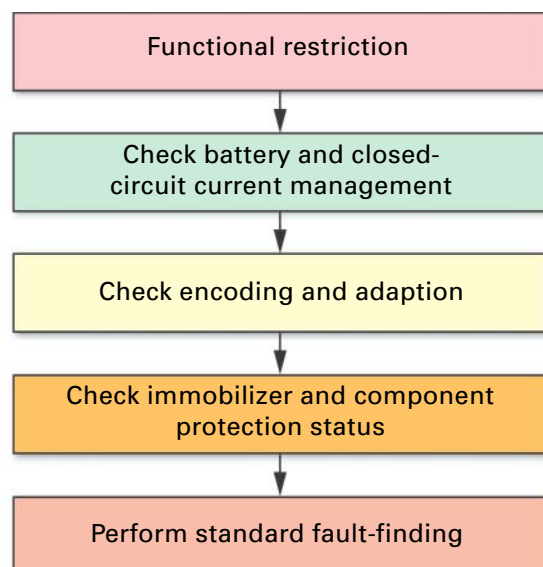 Functional restriction
Check battery and closed-
circuit current management
Check encoding and adaption
Check immobilizer and component
protection status
Perform standard fault-finding